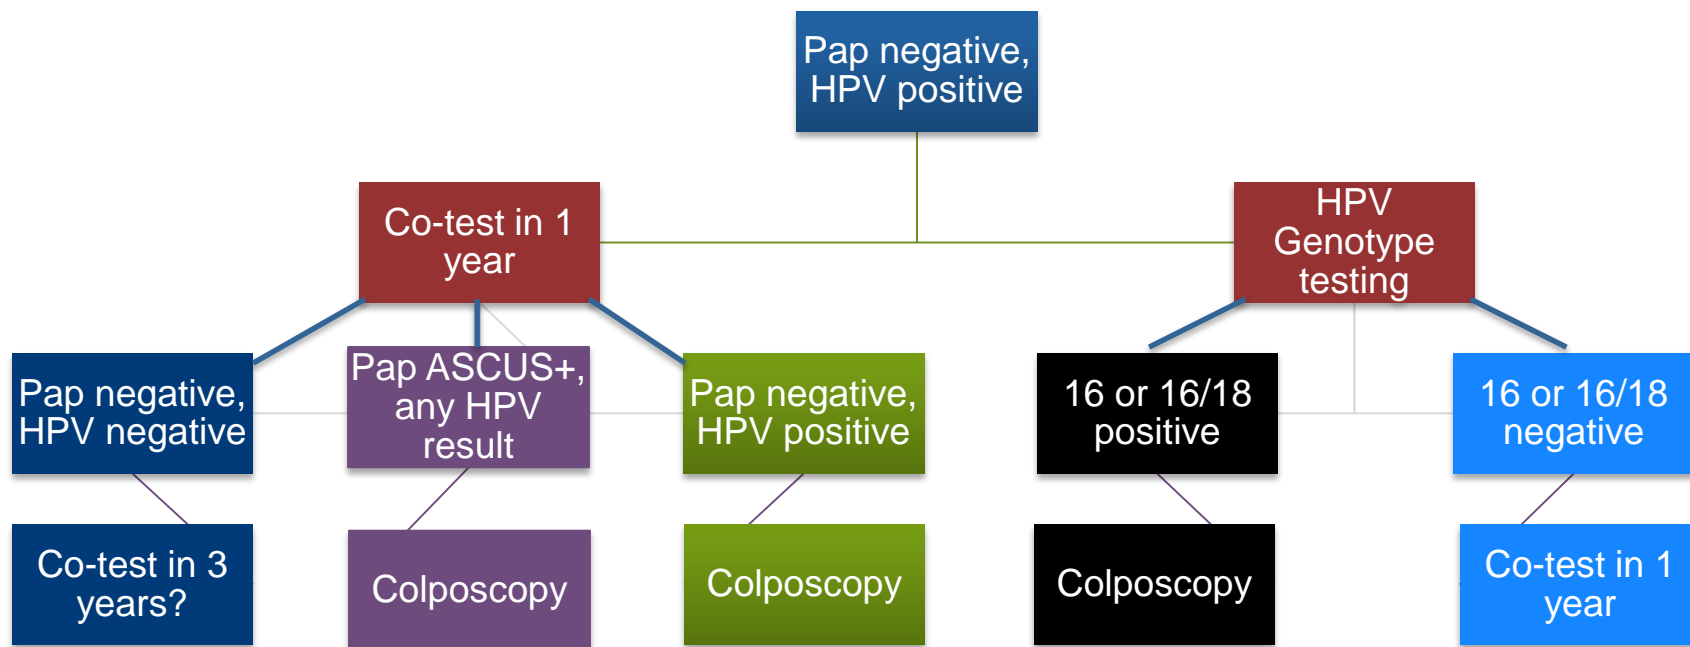 Pap negative,
HPV positive
Co-test in 1
year
HPV
Genotype
testing
Pap negative,
HPV negative
Pap ASCUS+,
any HPV
result
Pap negative,
HPV positive
16 or 16/18
positive
16 or 16/18
negative
Co-test in 3
years?
Colposcopy
Colposcopy
Colposcopy
Co-test in 1
year